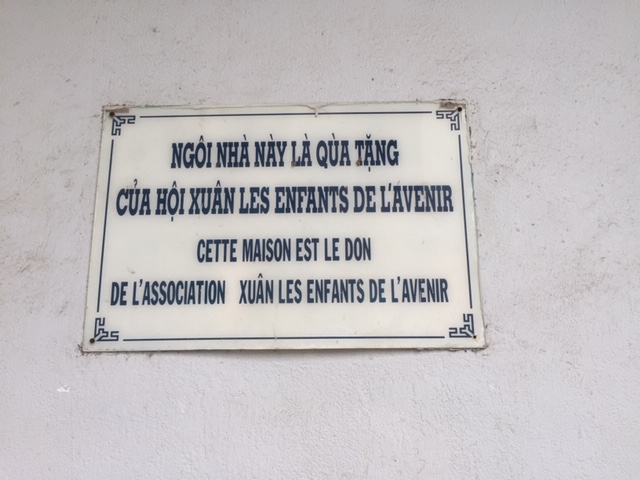 NGÔI NHÀ NÀY LÀ QÙA TẶNG
CỦA HỘI XUÂN LES ENFANTS DE L'AVENIR
CETTE MAISON EST LE DON
DE L'ASSOCIATION XUÂN LES ENFANTS DE L'AVENIR